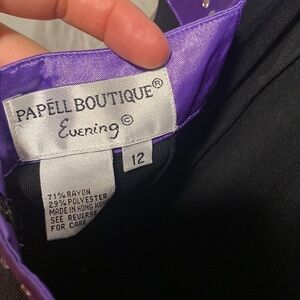 PAPELL BOUTIQUE®
Evening©
12
71% RAYON
29% POLYESTER
MADE IN HONG KONG
SEE REVERSE
FOR CARE